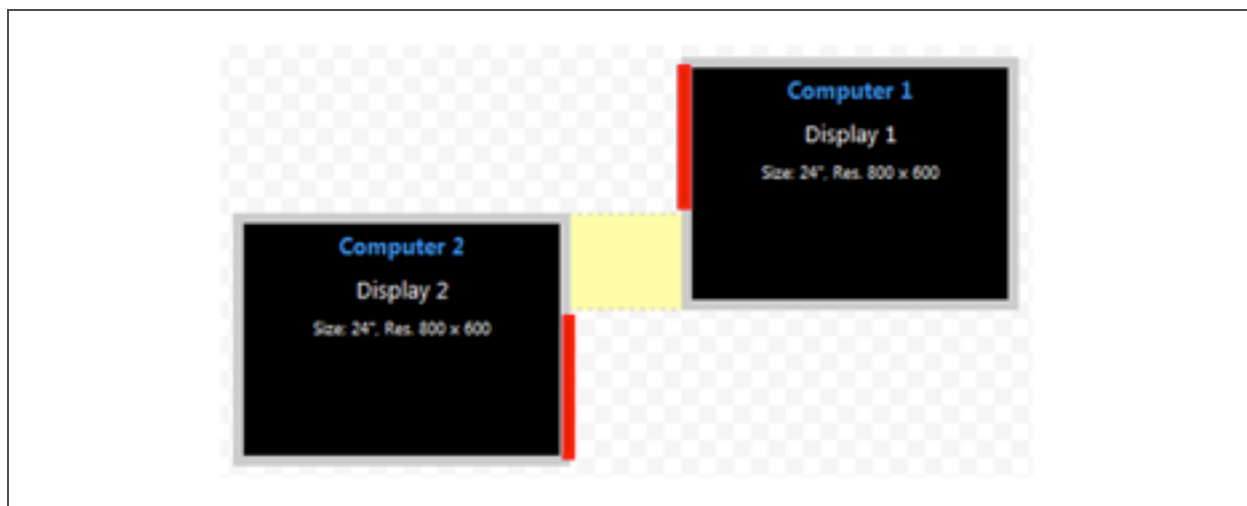 Computer 1
Display 1
Size: 24", Res. 800 x 600
Computer 2
Display 2
Size: 24", Res. 800 x 600